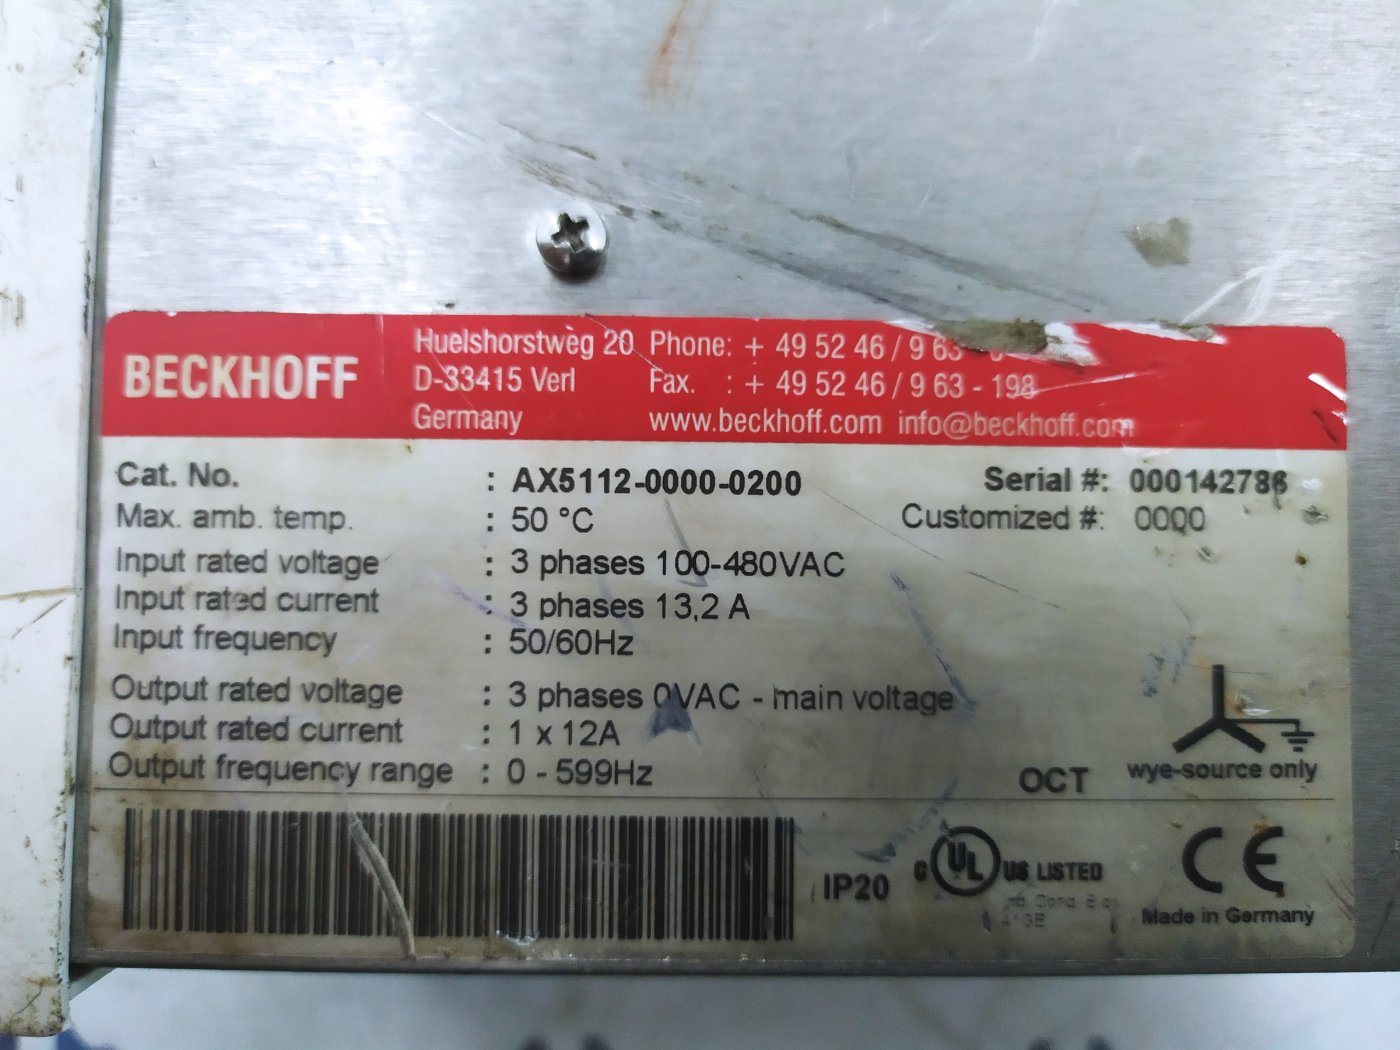 BECKHOFF
Huelshorstweg 20 Phone: + 49 52 46 / 9 63
D-33415 Verl Fax. : + 49 52 46 / 9 63 - 198
Germany www.beckhoff.com info@beckhoff.com
Cat. No. : AX5112-0000-0200 Serial #: 000142786
Max. amb. temp. : 50 °C Customized #: 0000
Input rated voltage : 3 phases 100-480VAC
Input rated current : 3 phases 13,2 A
Input frequency : 50/60Hz
Output rated voltage : 3 phases 0VAC - main voltage
Output rated current : 1 x 12A
Output frequency range : 0 - 599Hz
OCT wye-source only
IP20 C UL US LISTED CE
Made in Germany